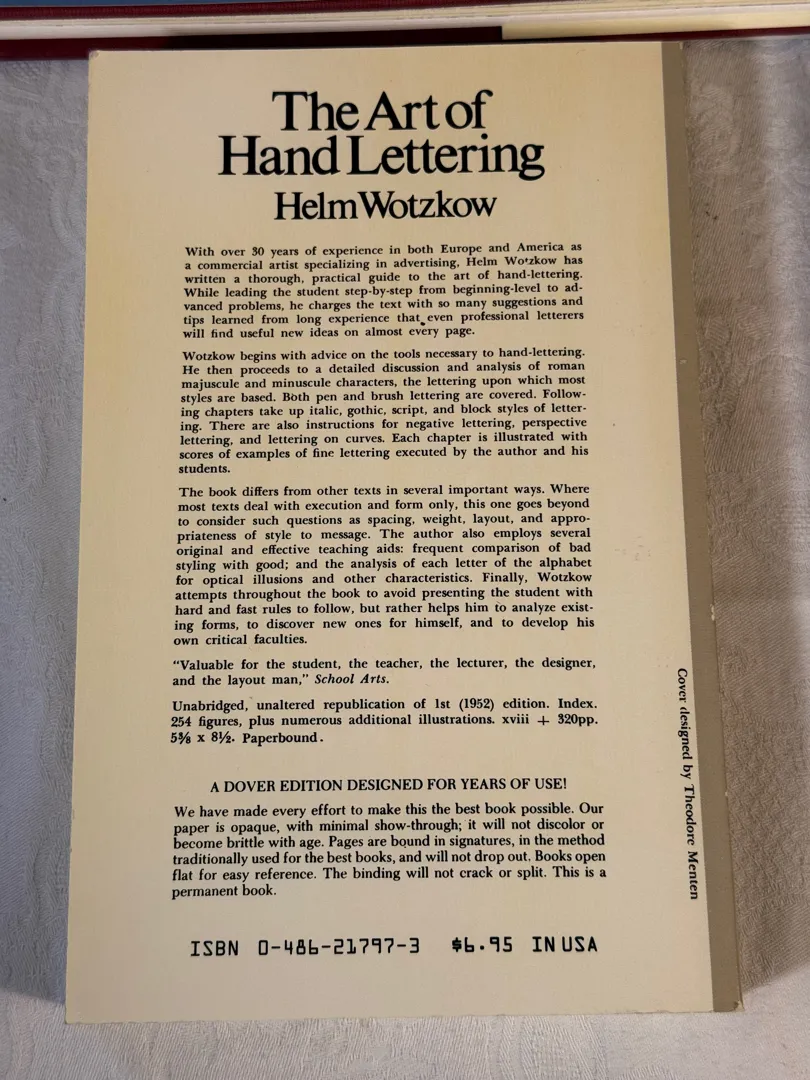 The Art of
Hand Lettering
Helm Wotzkow
With over 30 years of experience in both Europe and America as
a commercial artist specializing in advertising, Helm Wotzkow has
written a thorough, practical guide to the art of hand-lettering.
While leading the student step-by-step from beginning-level to ad-
vanced problems, he charges the text with so many suggestions and
tips learned from long experience that even professional letterers
will find useful new ideas on almost every page.
Wotzkow begins with advice on the tools necessary to hand-lettering.
He then proceeds to a detailed discussion and analysis of roman
majuscule and minuscule characters, the lettering upon which most
styles are based. Both pen and brush lettering are covered. Follow-
ing chapters take up italic, gothic, script, and block styles of letter-
ing. There are also instructions for negative lettering, perspective
lettering, and lettering on curves. Each chapter is illustrated with
scores of examples of fine lettering executed by the author and his
students.
The book differs from other texts in several important ways. Where
most texts deal with execution and form only, this one goes beyond
to consider such questions as spacing, weight, layout, and appro-
priateness of style to message. The author also employs several
original and effective teaching aids: frequent comparison of bad
styling with good; and the analysis of each letter of the alphabet
for optical illusions and other characteristics. Finally, Wotzkow
attempts throughout the book to avoid presenting the student with
hard and fast rules to follow, but rather helps him to analyze exist-
ing forms, to discover new ones for himself, and to develop his
own critical faculties.
“Valuable for the student, the teacher, the lecturer, the designer,
and the layout man,” School Arts.
Unabridged, unaltered republication of 1st (1952) edition. Index.
254 figures, plus numerous additional illustrations. xviii + 320pp.
5⅜ x 8½. Paperbound.
A DOVER EDITION DESIGNED FOR YEARS OF USE!
We have made every effort to make this the best book possible. Our
paper is opaque, with minimal show-through; it will not discolor or
become brittle with age. Pages are bound in signatures, in the method
traditionally used for the best books, and will not drop out. Books open
flat for easy reference. The binding will not crack or split. This is a
permanent book.
ISBN 0-486-21797-3 $6.95 IN USA
Cover designed by Theodore Menten